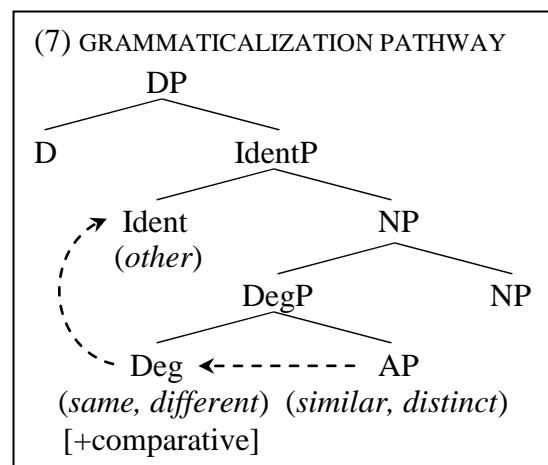 (7) GRAMMATICALIZATION PATHWAY
DP
D IdentP
Ident NP
(other)
DegP NP
Deg AP
(same, different) (similar, distinct)
[+comparative]